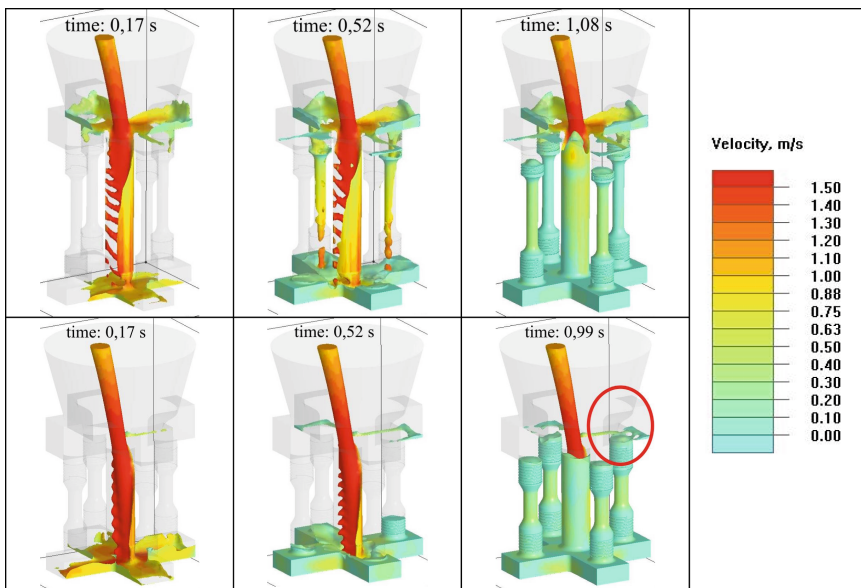 time: 0,17 s
time: 0,52 s
time: 1,08 s
time: 0,17 s
time: 0,52 s
time: 0,99 s
Velocity, m/s
1.50
1.40
1.30
1.20
1.10
1.00
0.88
0.75
0.63
0.50
0.40
0.30
0.20
0.10
0.00